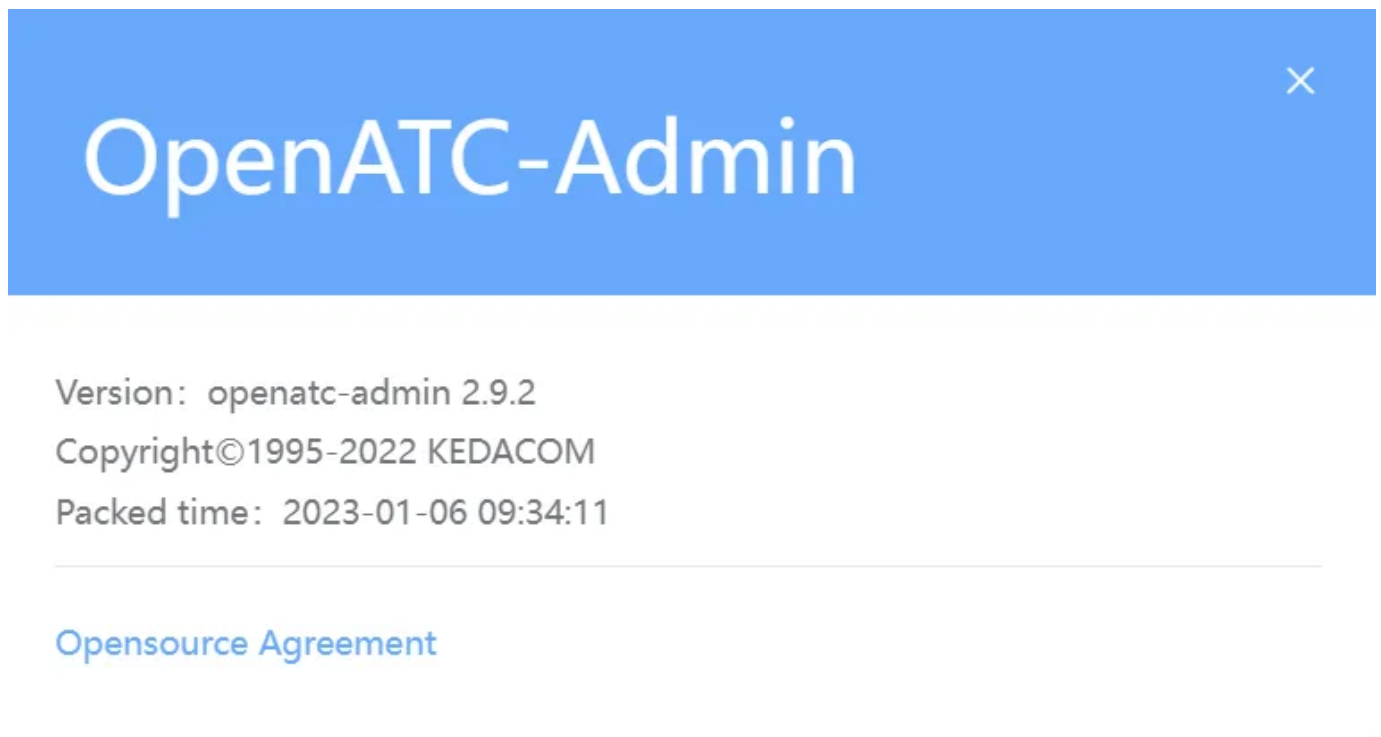 OpenATC-Admin
Version：openatc-admin 2.9.2
Copyright©1995-2022 KEDACOM
Packed time：2023-01-06 09:34:11
Opensource Agreement